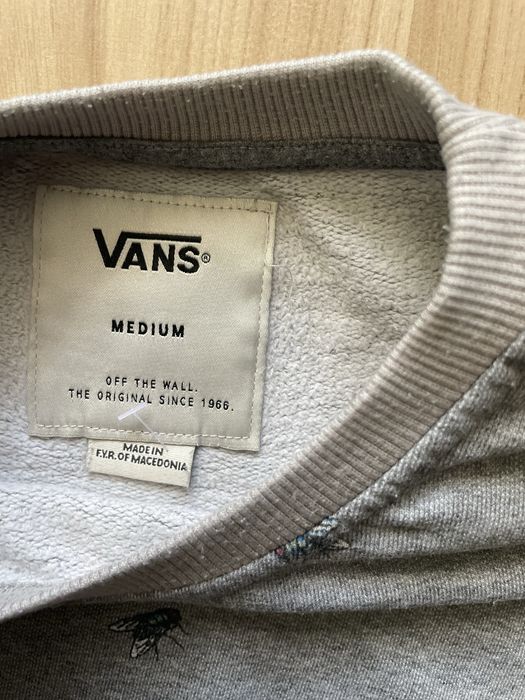 VANS®
MEDIUM
OFF THE WALL.
THE ORIGINAL SINCE 1966.
MADE IN
F.Y.R. OF MACEDONIA